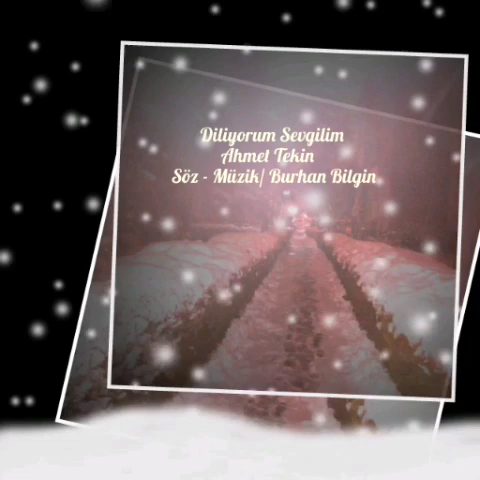 Diliyorum Sevgilim
Ahmet Tekin
Söz - Müzik/ Burhan Bilgin